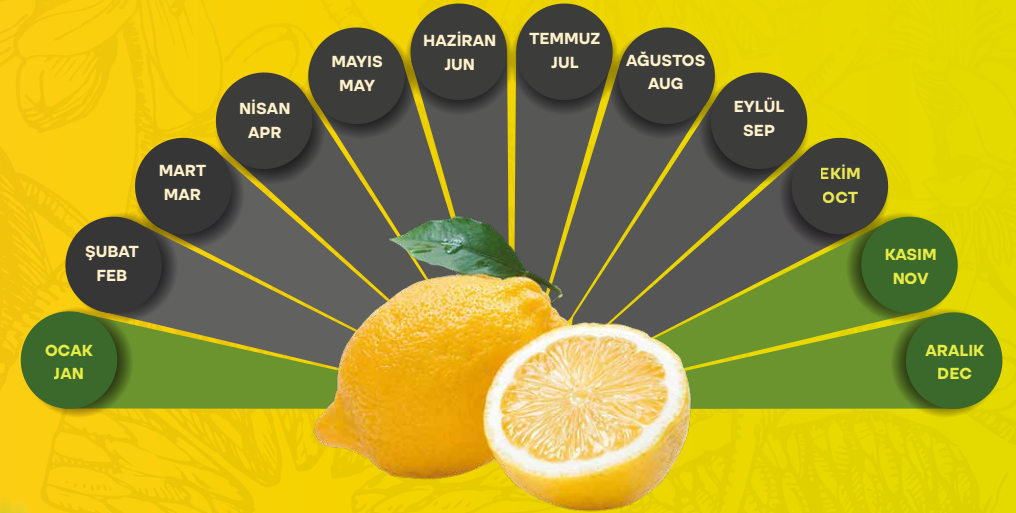 OCAK
JAN
ŞUBAT
FEB
MART
MAR
NİSAN
APR
MAYIS
MAY
HAZİRAN
JUN
TEMMUZ
JUL
AĞUSTOS
AUG
EYLÜL
SEP
EKİM
OCT
KASIM
NOV
ARALIK
DEC